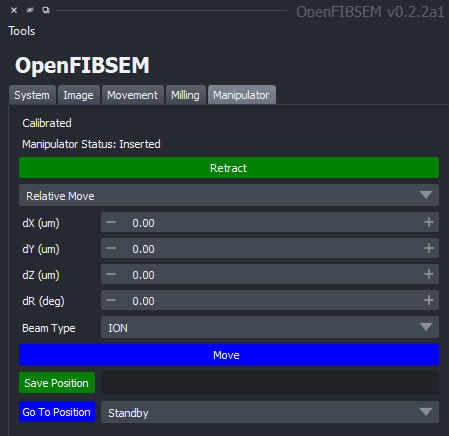 OpenFIBSEM v0.2.2a1
Tools
OpenFIBSEM
System Image Movement Milling Manipulator
Calibrated
Manipulator Status: Inserted
Retract
Relative Move
dX (um) 0.00
dY (um) 0.00
dZ (um) 0.00
dR (deg) 0.00
Beam Type ION
Move
Save Position
Go To Position Standby